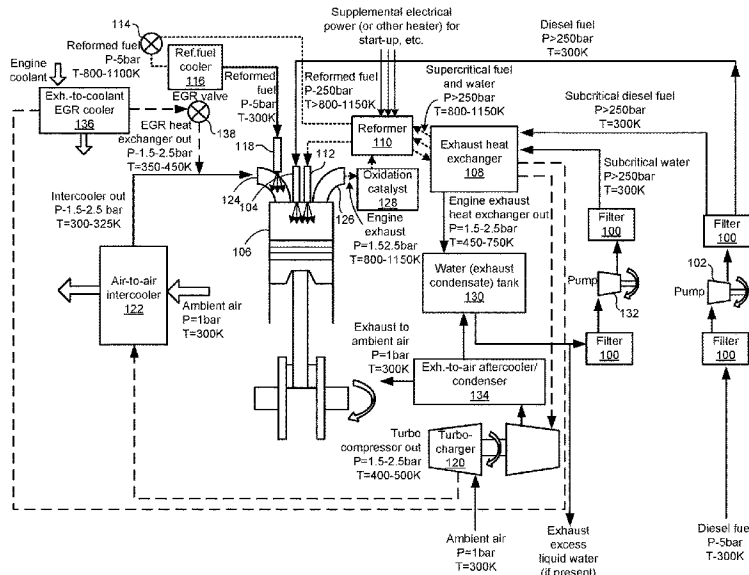 114
Reformed fuel
P-5bar
T-800-1100K
Ref.fuel
cooler
116
Reformed
fuel
P-5bar
T-300K
Supplemental electrical
power (or other heater) for
start-up, etc.
Reformed fuel
P-250bar
T>800-1150K
Supercritical fuel
and water
P>250bar
T=800-1150K
Diesel fuel
P>250bar
T=300K
Subcritical diesel fuel
P>250bar
T=300K
Subcritical water
P>250bar
T=300K
Engine
coolant
Exh.-to-coolant
EGR cooler
136
EGR valve
138
EGR heat
exchanger out
P-1.5-2.5bar
T=350-450K
118
124
104
112
126
106
Reformer
110
Exhaust heat
exchanger
108
Oxidation
catalyst
128
Engine
exhaust
P=1.52.5bar
T=800-1150K
Engine exhaust
heat exchanger out
P=1.5-2.5bar
T=450-750K
Intercooler out
P-1.5-2.5 bar
T=300-325K
Air-to-air
intercooler
122
Ambient air
P=1bar
T=300K
Water (exhaust
condensate) tank
130
Filter
100
Pump
132
Filter
100
Filter
100
102
Pump
Filter
100
Exhaust to
ambient air
P=1bar
T=300K
Exh.-to-air aftercooler/
condenser
134
Turbo
compressor out
P=1.5-2.5bar
T=400-500K
Turbo-
charger
120
Ambient air
P=1bar
T=300K
Exhaust
excess
liquid water
(if present)
Diesel fuel
P-5bar
T-300K